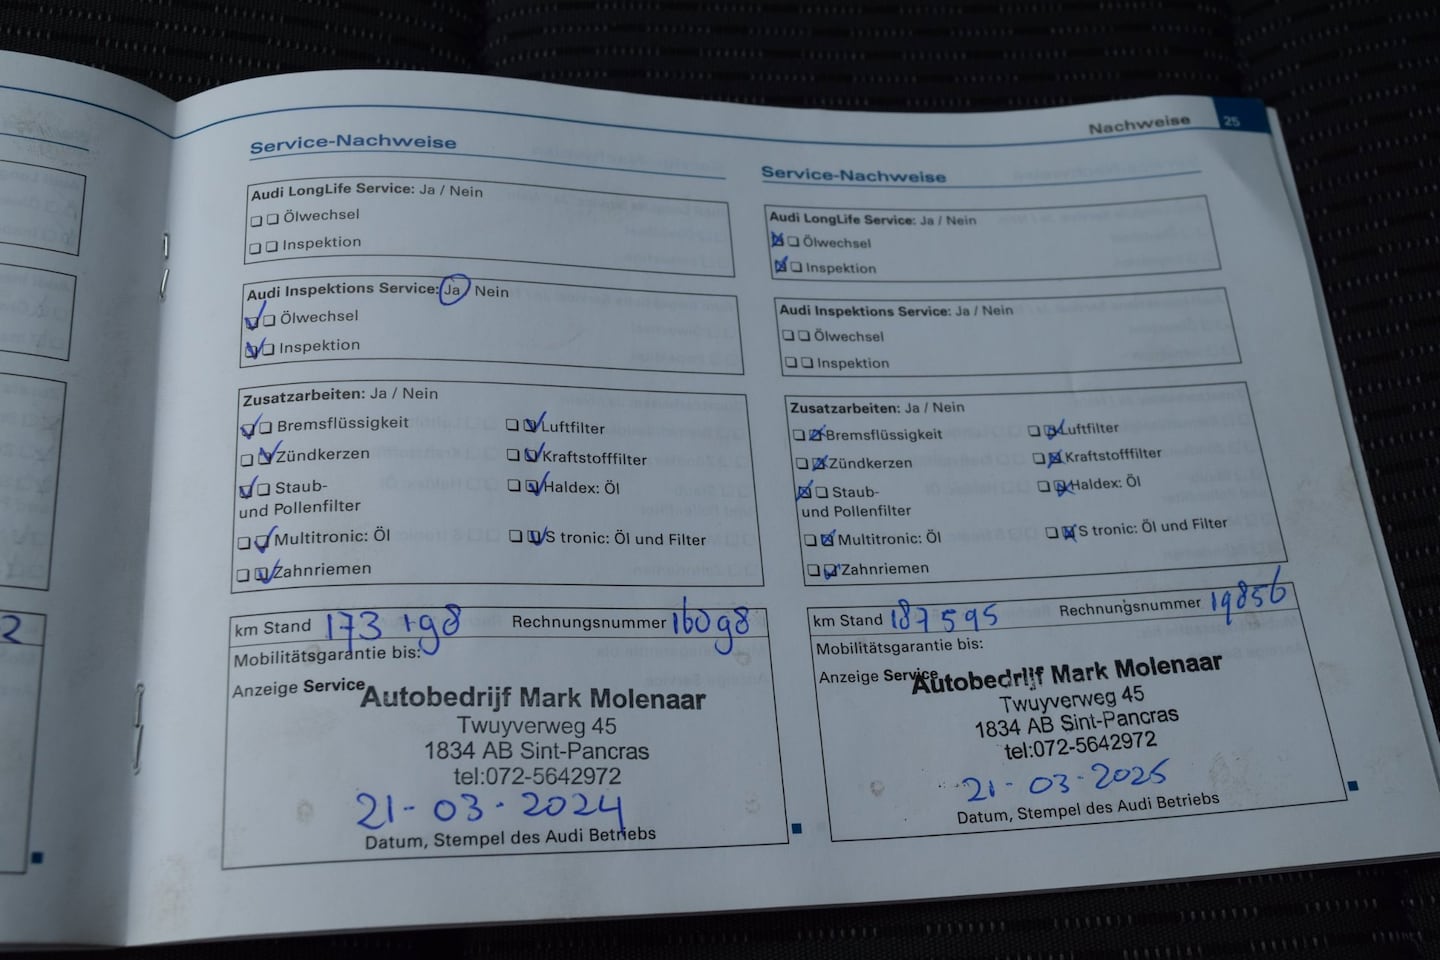 Nachweise 25
Service-Nachweise
Audi LongLife Service: Ja / Nein
Ölwechsel
Inspektion
Audi Inspektions Service: Ja / Nein
Ölwechsel
Inspektion
Zusatzarbeiten: Ja / Nein
Bremsflüssigkeit
Luftfilter
Zündkerzen
Kraftstofffilter
Staub-
und Pollenfilter
Haldex: Öl
Multitronic: Öl
S tronic: Öl und Filter
Zahnriemen
km Stand
Rechnungsnummer 16098
Mobilitätsgarantie bis:
Anzeige Service
Autobedrijf Mark Molenaar
Twuyverweg 45
1834 AB Sint-Pancras
tel:072-5642972
21-03-2024
Datum, Stempel des Audi Betriebs
Service-Nachweise
Audi LongLife Service: Ja / Nein
Ölwechsel
Inspektion
Audi Inspektions Service: Ja / Nein
Ölwechsel
Inspektion
Zusatzarbeiten: Ja / Nein
Bremsflüssigkeit
Luftfilter
Zündkerzen
Kraftstofffilter
Staub-
und Pollenfilter
Haldex: Öl
Multitronic: Öl
S tronic: Öl und Filter
Zahnriemen
km Stand 187595
Rechnungsnummer 19856
Mobilitätsgarantie bis:
Anzeige Service
Autobedrijf Mark Molenaar
Twuyverweg 45
1834 AB Sint-Pancras
tel:072-5642972
21-03-2025
Datum, Stempel des Audi Betriebs